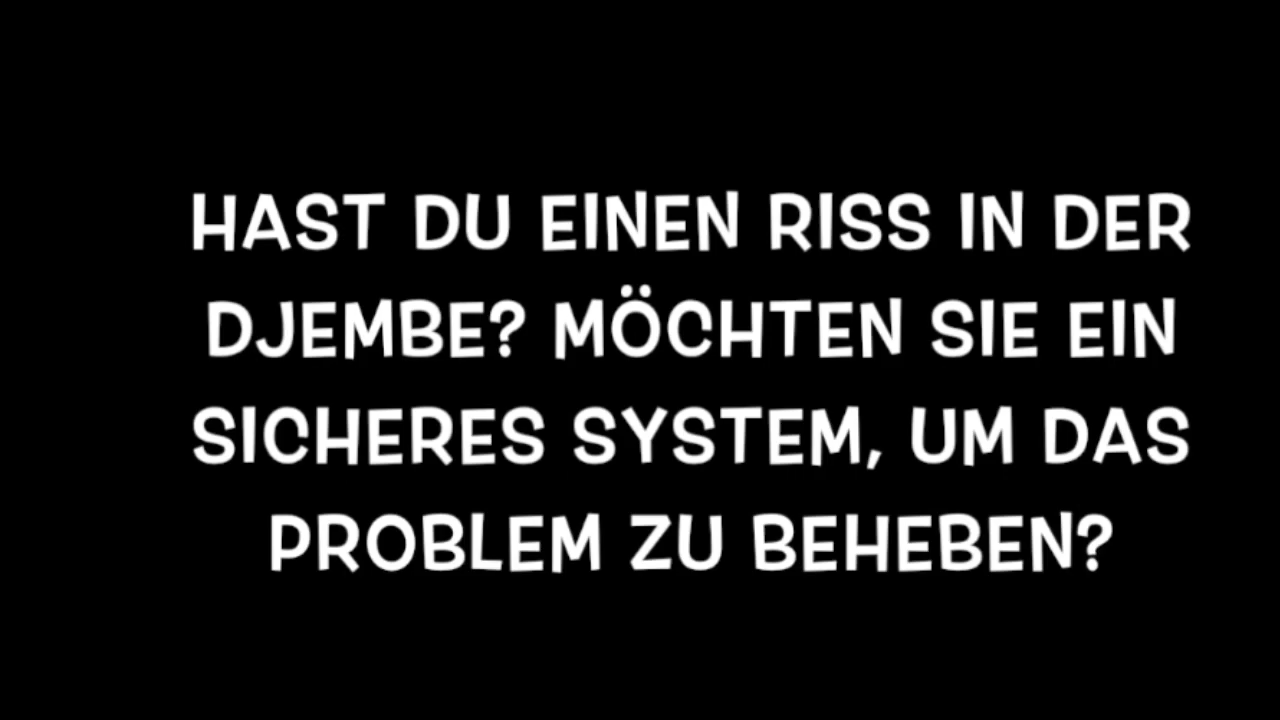 HAST DU EINEN RISS IN DER
DJEMBE? MÖCHTEN SIE EIN
SICHERES SYSTEM, UM DAS
PROBLEM ZU BEHEBEN?